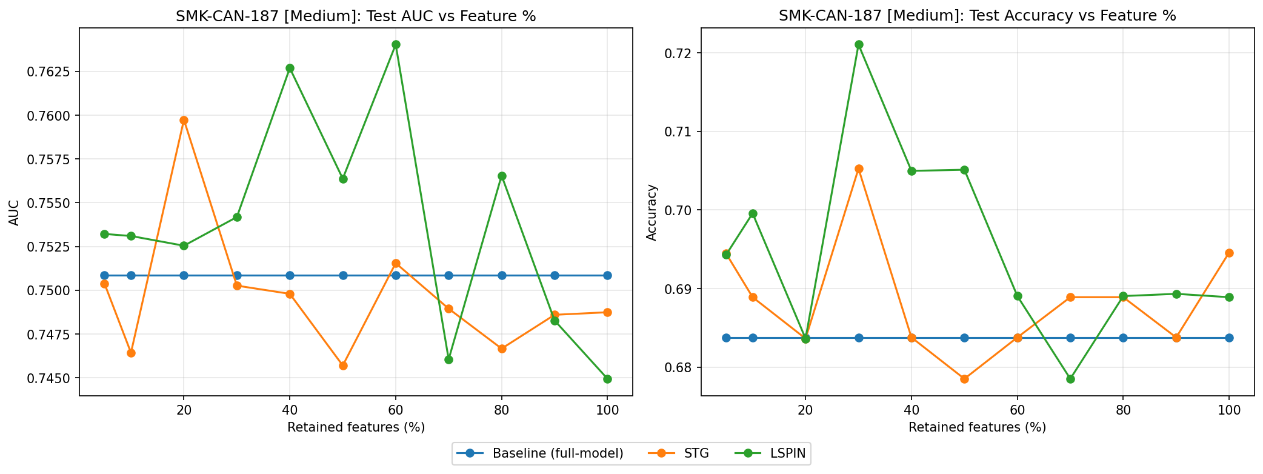 SMK-CAN-187 [Medium]: Test AUC vs Feature %
0.7625
0.7600
0.7575
0.7550
0.7525
0.7500
0.7475
0.7450
AUC
20 40 60 80 100
Retained features (%)
SMK-CAN-187 [Medium]: Test Accuracy vs Feature %
0.72
0.71
0.70
0.69
0.68
Accuracy
20 40 60 80 100
Retained features (%)
Baseline (full-model) STG LSPIN